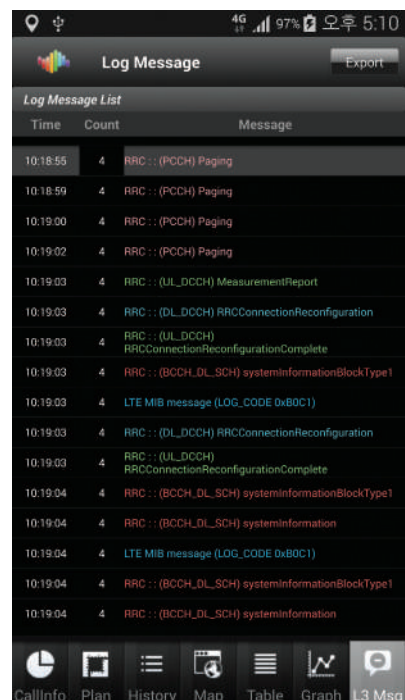 4G 97% 오후 5:10
Log Message Export
Log Message List
Time Count Message
10:18:55 4 RRC : : (PCCH) Paging
10:18:59 4 RRC : : (PCCH) Paging
10:19:00 4 RRC : : (PCCH) Paging
10:19:02 4 RRC : : (PCCH) Paging
10:19:03 4 RRC : : (UL_DCCH) MeasurementReport
10:19:03 4 RRC : : (DL_DCCH) RRCConnectionReconfiguration
10:19:03 4 RRC : : (UL_DCCH)
RRCConnectionReconfigurationComplete
10:19:03 4 RRC : : (BCCH_DL_SCH) systemInformationBlockType1
10:19:03 4 LTE MIB message (LOG_CODE 0xB0C1)
10:19:03 4 RRC : : (DL_DCCH) RRCConnectionReconfiguration
10:19:03 4 RRC : : (UL_DCCH)
RRCConnectionReconfigurationComplete
10:19:04 4 RRC : : (BCCH_DL_SCH) systemInformationBlockType1
10:19:04 4 RRC : : (BCCH_DL_SCH) systemInformation
10:19:04 4 LTE MIB message (LOG_CODE 0xB0C1)
10:19:04 4 RRC : : (BCCH_DL_SCH) systemInformationBlockType1
10:19:04 4 RRC : : (BCCH_DL_SCH) systemInformation
CallInfo Plan History Map Table Graph L3 Msg